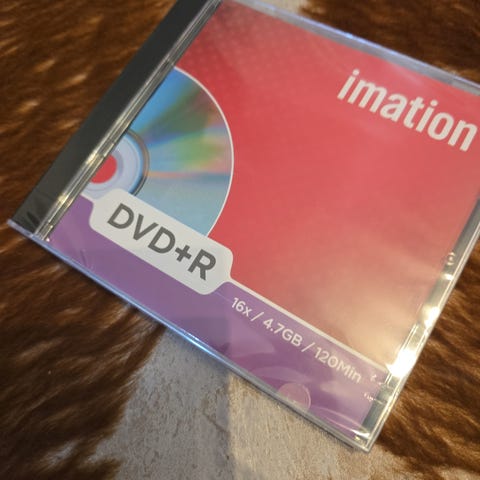 imation
DVD+R
16x / 4.7GB / 120Min